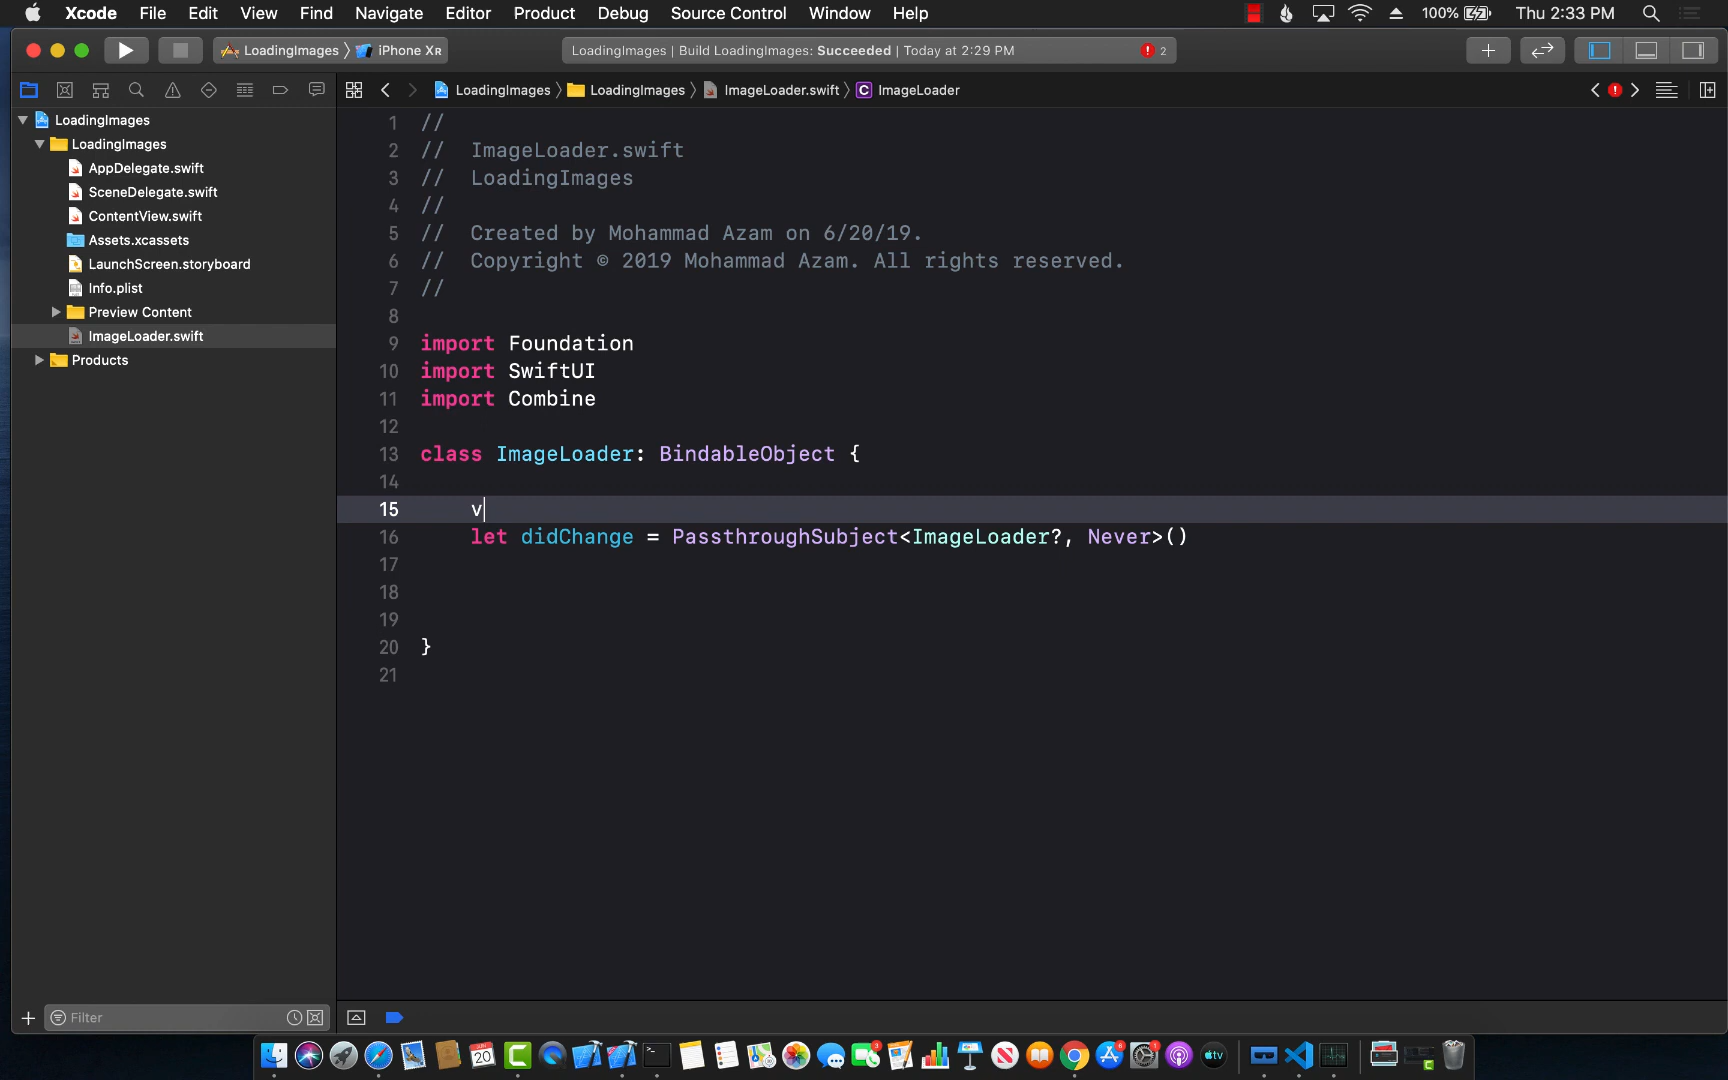 Xcode File Edit View Find Navigate Editor Product Debug Source Control Window Help 100% Thu 2:33 PM
LoadingImages 〉 iPhone XR LoadingImages | Build LoadingImages: Succeeded | Today at 2:29 PM 2
LoadingImages 〉 LoadingImages 〉 ImageLoader.swift 〉 C ImageLoader
LoadingImages
LoadingImages
AppDelegate.swift
SceneDelegate.swift
ContentView.swift
Assets.xcassets
LaunchScreen.storyboard
Info.plist
Preview Content
ImageLoader.swift
Products
1 //
2 //  ImageLoader.swift
3 //  LoadingImages
4 //
5 //  Created by Mohammad Azam on 6/20/19.
6 //  Copyright © 2019 Mohammad Azam. All rights reserved.
7 //
8
9 import Foundation
10 import SwiftUI
11 import Combine
12
13 class ImageLoader: BindableObject {
14
15     v
16     let didChange = PassthroughSubject<ImageLoader?, Never>()
17
18
19
20 }
21
Filter
20
3
6
1
tv